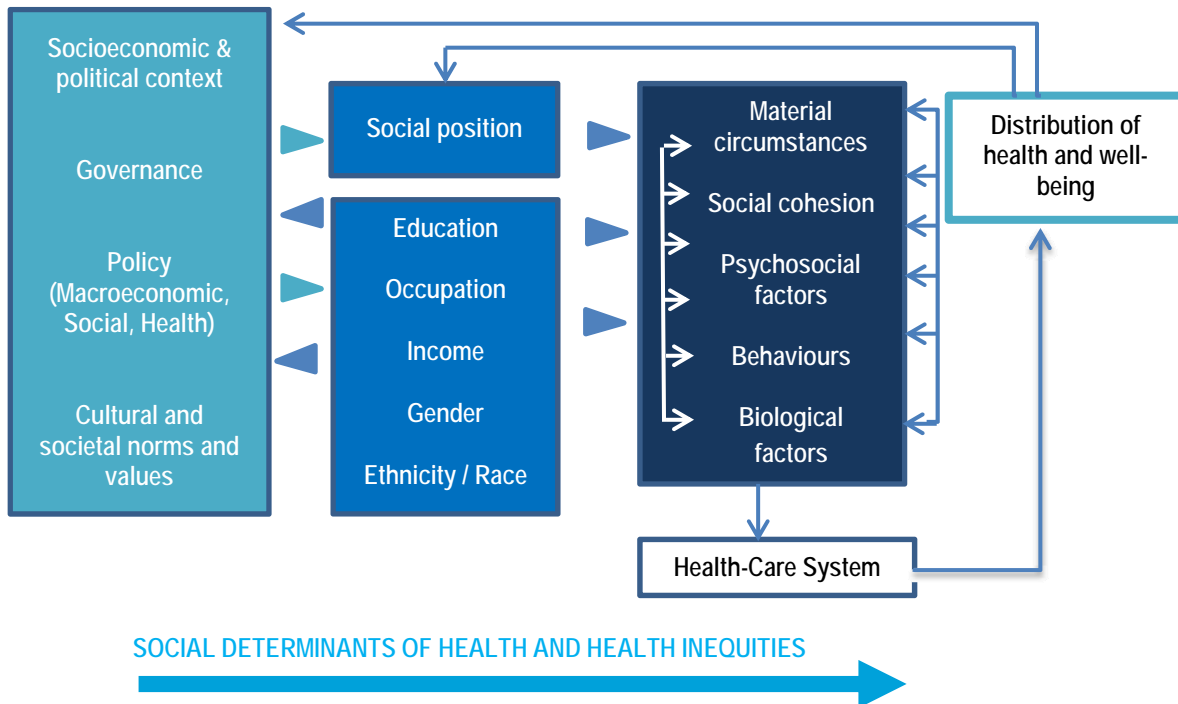 Socioeconomic &
political context
Governance
Policy
(Macroeconomic,
Social, Health)
Cultural and
societal norms and
values
Social position
Education
Occupation
Income
Gender
Ethnicity / Race
Material
circumstances
Social cohesion
Psychosocial
factors
Behaviours
Biological
factors
Distribution of
health and well-
being
Health-Care System
SOCIAL DETERMINANTS OF HEALTH AND HEALTH INEQUITIES